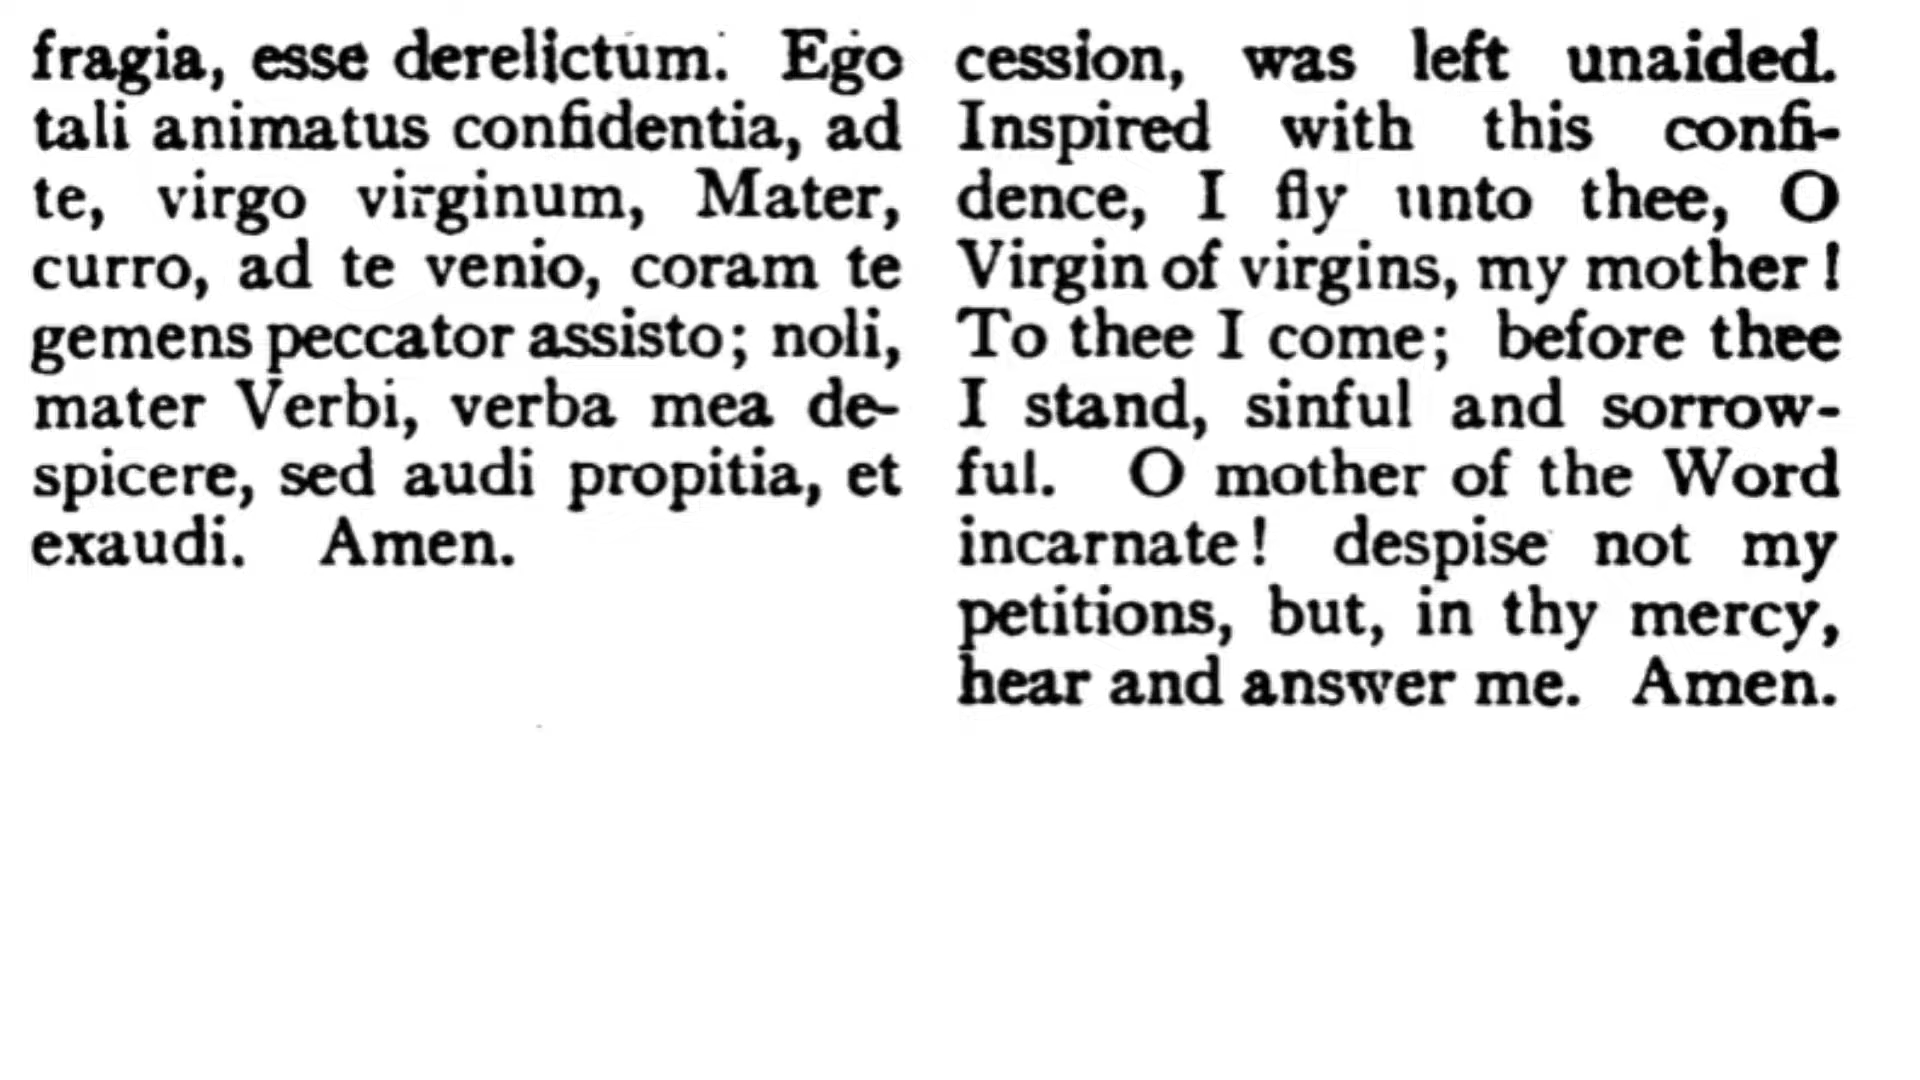 fragia, esse derelictum. Ego
tali animatus confidentia, ad
te, virgo virginum, Mater,
curro, ad te venio, coram te
gemens peccator assisto; noli,
mater Verbi, verba mea de-
spicere, sed audi propitia, et
exaudi. Amen.
cession, was left unaided.
Inspired with this confi-
dence, I fly unto thee, O
Virgin of virgins, my mother!
To thee I come; before thee
I stand, sinful and sorrow-
ful. O mother of the Word
incarnate! despise not my
petitions, but, in thy mercy,
hear and answer me. Amen.